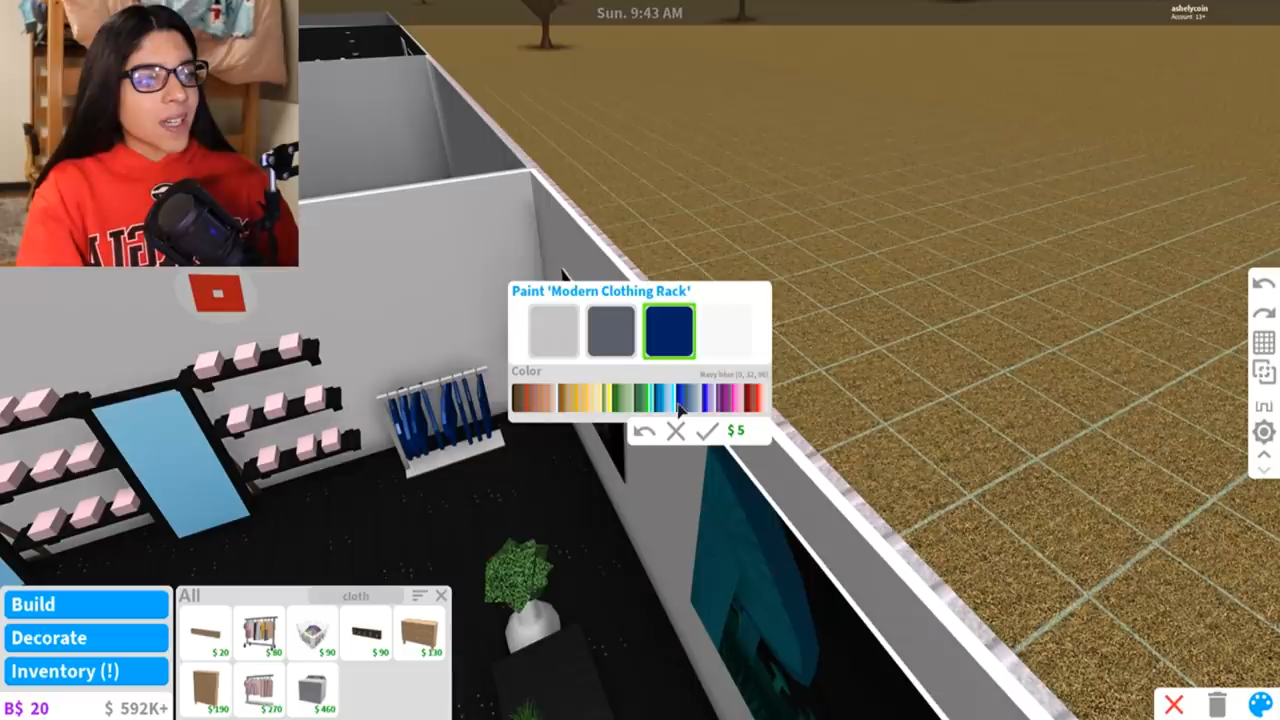 Sun. 9:43 AM
ashelycoin
Account: 13+
Paint 'Modern Clothing Rack'
Color
Navy blue (0, 32, 96)
$ 5
Build
Decorate
Inventory (!)
B$ 20
$ 592K+
All
cloth
$ 20
$ 80
$ 90
$ 90
$ 130
$ 190
$ 270
$ 460